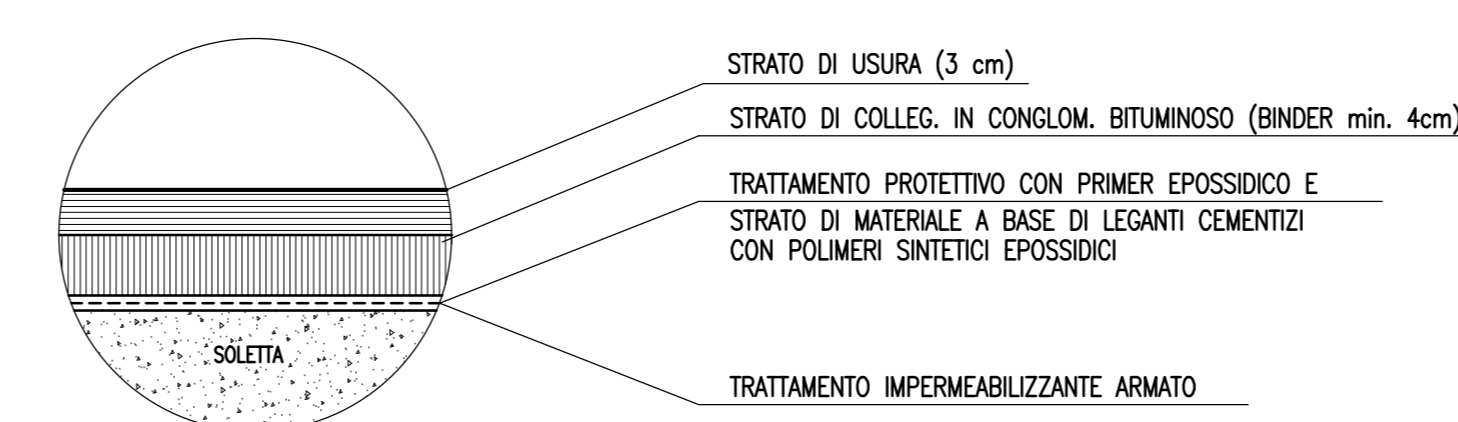 STRATO DI USURA (3 cm)
STRATO DI COLLEG. IN CONGLOM. BITUMINOSO (BINDER min. 4cm)
TRATTAMENTO PROTETTIVO CON PRIMER EPOSSIDICO E
STRATO DI MATERIALE A BASE DI LEGANTI CEMENTIZI
CON POLIMERI SINTETICI EPOSSIDICI
SOLETTA
TRATTAMENTO IMPERMEABILIZZANTE ARMATO